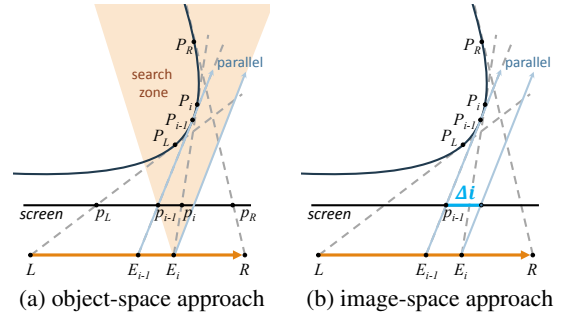 P_R
search
zone
parallel
P_i
P_{i-1}
P_L
screen
p_L
p_{i-1}
p_i
p_R
L
E_{i-1}
E_i
R
(a) object-space approach
P_R
parallel
P_i
P_{i-1}
P_L
Δi
screen
p_{i-1}
L
E_{i-1}
E_i
R
(b) image-space approach